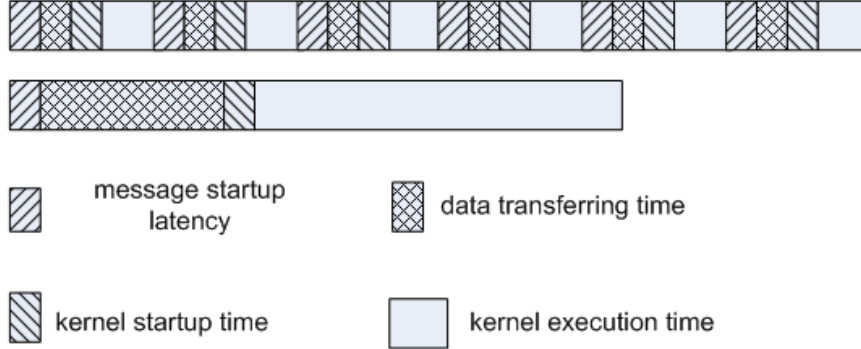 message startup
latency
data transferring time
kernel startup time
kernel execution time